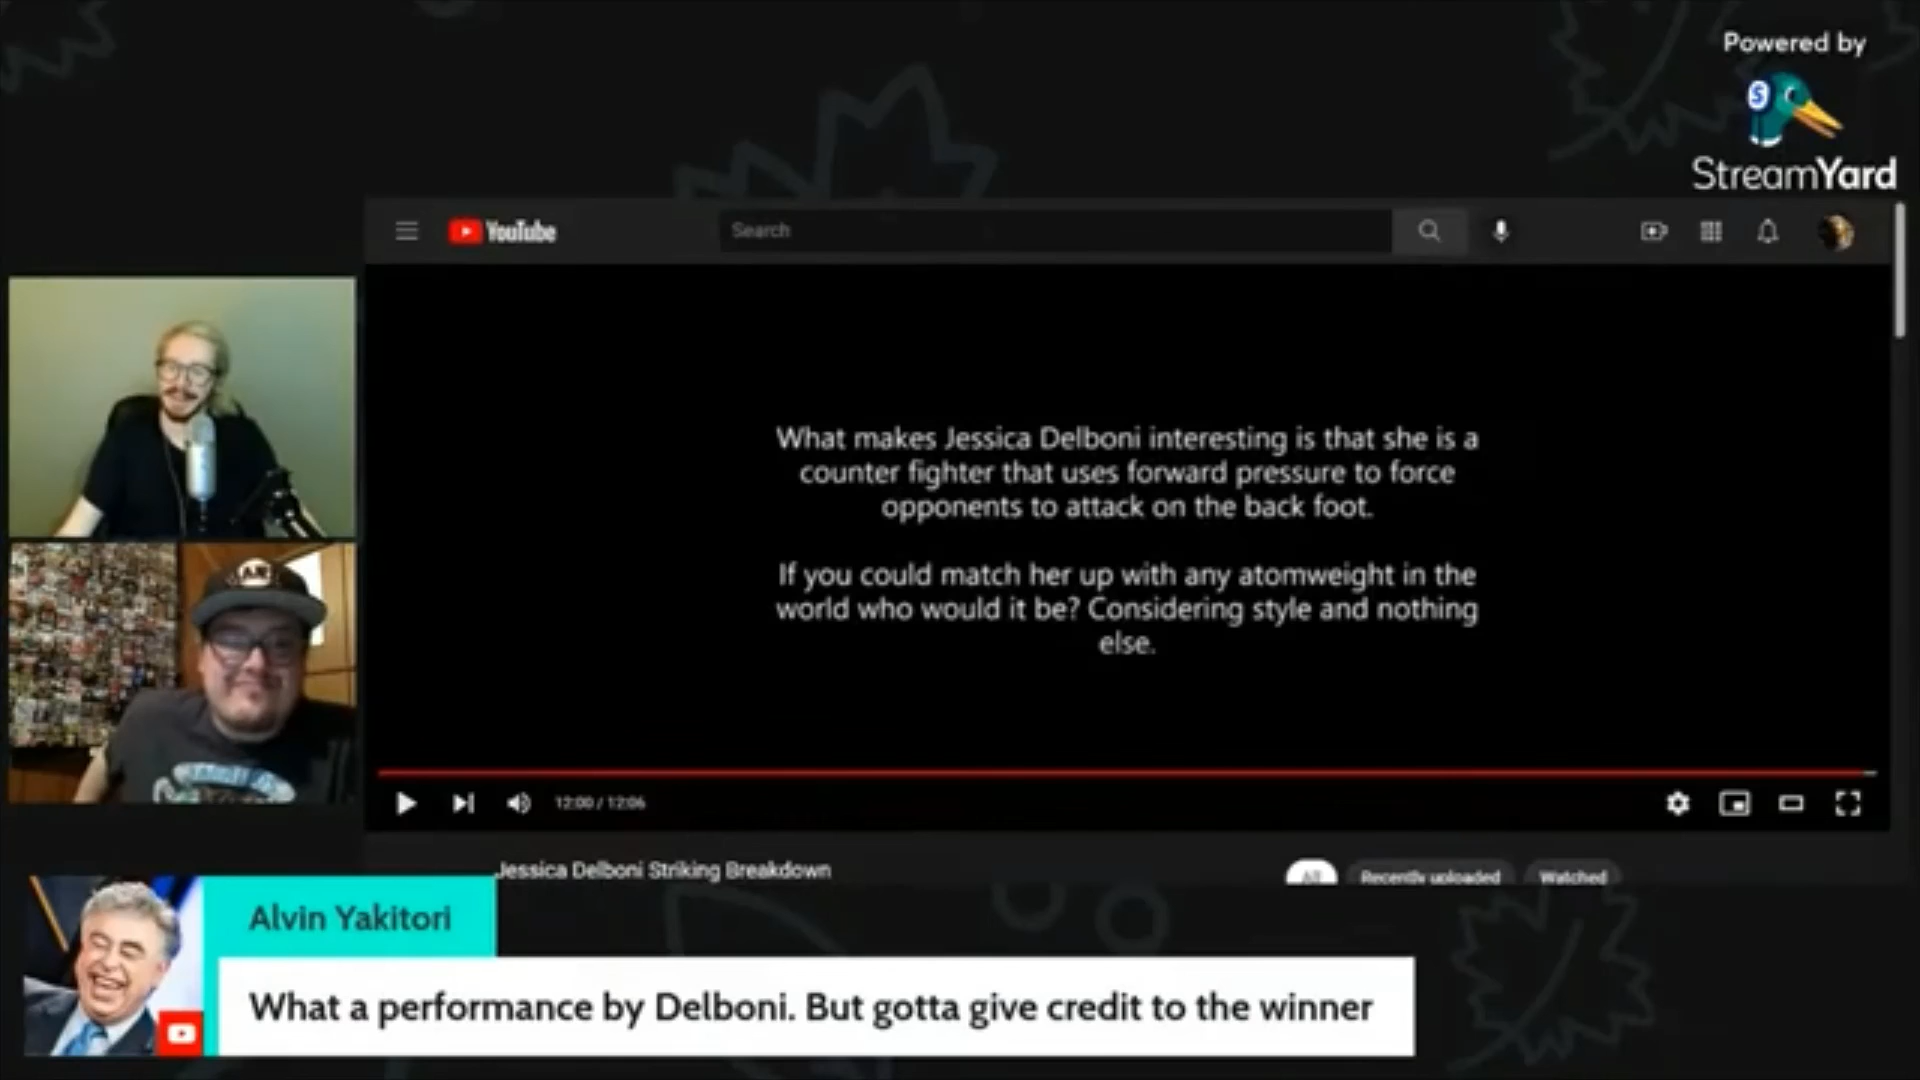 Powered by
StreamYard
YouTube
Search
What makes Jessica Delboni interesting is that she is a
counter fighter that uses forward pressure to force
opponents to attack on the back foot.
If you could match her up with any atomweight in the
world who would it be? Considering style and nothing
else.
12:00 / 12:06
Jessica Delboni Striking Breakdown
All
Recently uploaded
Watched
Alvin Yakitori
What a performance by Delboni. But gotta give credit to the winner